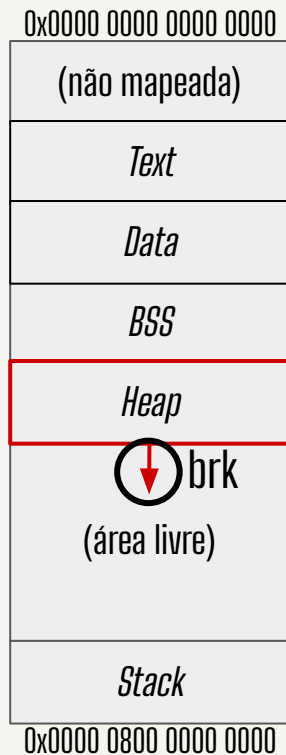 0x0000 0000 0000 0000
(não mapeada)
Text
Data
BSS
Heap
brk
(área livre)
Stack
0x0000 0800 0000 0000